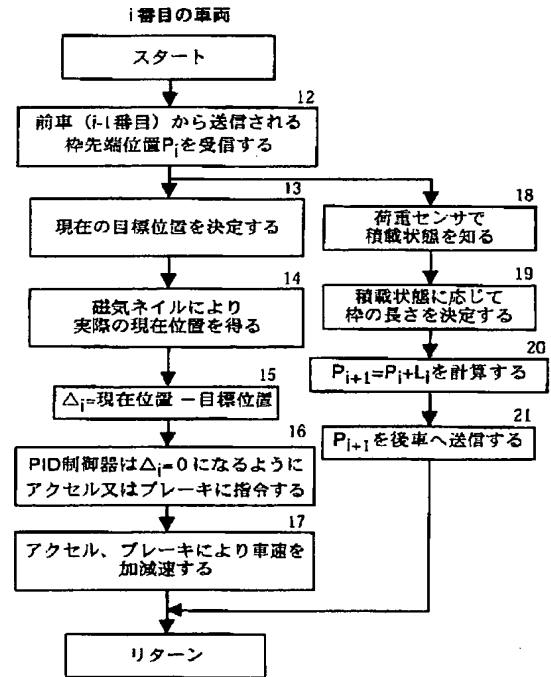 i番目の車両
スタート
12
前車（i-1番目）から送信される
枠先端位置Piを受信する
13
現在の目標位置を決定する
14
磁気ネイルにより
実際の現在位置を得る
15
△i=現在位置－目標位置
16
PID制御器は△i=0になるように
アクセル又はブレーキに指令する
17
アクセル、ブレーキにより車速を
加減速する
18
荷電センサで
積載状態を知る
19
積載状態に応じて
枠の長さを決定する
20
Pi+1=Pi+Liを計算する
21
Pi+1を後車へ送信する
リターン